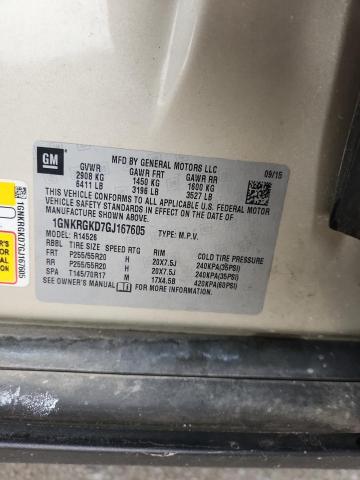 GM
MFD BY GENERAL MOTORS LLC
09/15
GVWR GAWR FRT GAWR RR
2908 KG 1450 KG 1600 KG
6411 LB 3196 LB 3527 LB
THIS VEHICLE CONFORMS TO ALL APPLICABLE U.S. FEDERAL MOTOR
VEHICLE SAFETY STANDARDS IN EFFECT ON THE DATE OF
MANUFACTURE SHOWN ABOVE.
1GNKRGKD7GJ167605 TYPE: M.P.V.
MODEL: R14526
RBBL TIRE SIZE SPEED RTG RIM COLD TIRE PRESSURE
FRT P255/55R20 H 20X7.5J 240KPA(35PSI)
RR P255/55R20 H 20X7.5J 240KPA(35PSI)
SPA T145/70R17 M 17X4.5B 420KPA(60PSI)
SEE OWNER'S MANUAL FOR ADDITIONAL INFORMATION
1GNKRGKD7GJ167605